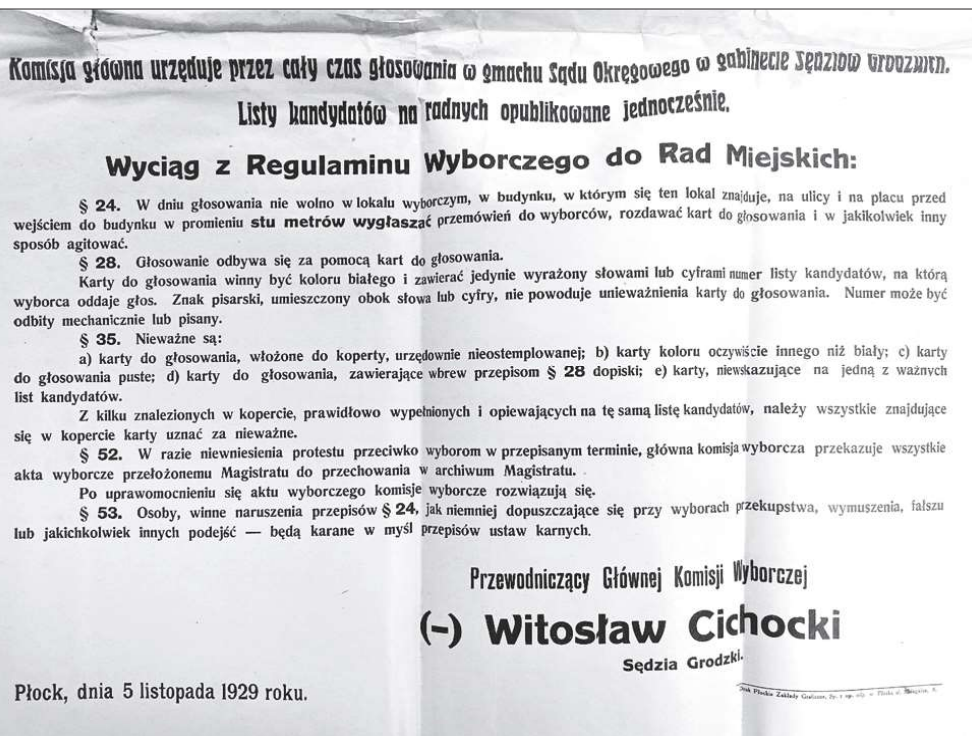 Komisja główna urzęduje przez cały czas głosowania w gmachu Sądu Okręgowego w gabinecie Sędziów Grodzkich.
Listy kandydatów na radnych opublikowane jednocześnie.
Wyciąg z Regulaminu Wyborczego do Rad Miejskich:
§ 24. W dniu głosowania nie wolno w lokalu wyborczym, w budynku, w którym się ten lokal znajduje, na ulicy i na placu przed
wejściem do budynku w promieniu stu metrów wygłaszać przemówień do wyborców, rozdawać kart do głosowania i w jakikolwiek inny
sposób agitować.
§ 28. Głosowanie odbywa się za pomocą kart do głosowania.
Karty do głosowania winny być koloru białego i zawierać jedynie wyrażony słowami lub cyframi numer listy kandydatów, na którą
wyborca oddaje głos. Znak pisarski, umieszczony obok słowa lub cyfry, nie powoduje unieważnienia karty do głosowania. Numer może być
odbity mechanicznie lub pisany.
§ 35. Nieważne są:
a) karty do głosowania, włożone do koperty, urzędownie nieostemplowanej; b) karty koloru oczywiście innego niż biały; c) karty
do głosowania puste; d) karty do głosowania, zawierające wbrew przepisom § 28 dopiski; e) karty, niewskazujące na jedną z ważnych
list kandydatów.
Z kilku znalezionych w kopercie, prawidłowo wypełnionych i opiewających na tę samą listę kandydatów, należy wszystkie znajdujące
się w kopercie karty uznać za nieważne.
§ 52. W razie niewniesienia protestu przeciwko wyborom w przepisanym terminie, główna komisja wyborcza przekazuje wszystkie
akta wyborcze przełożonemu Magistratu do przechowania w archiwum Magistratu.
Po uprawomocnieniu się aktu wyborczego komisje wyborcze rozwiązują się.
§ 53. Osoby, winne naruszenia przepisów § 24, jak niemniej dopuszczające się przy wyborach przekupstwa, wymuszenia, fałszu
lub jakichkolwiek innych podejść — będą karane w myśl przepisów ustaw karnych.
Przewodniczący Głównej Komisji Wyborczej
(-) Witosław Cichocki
Sędzia Grodzki.
Płock, dnia 5 listopada 1929 roku.
Druk Płockie Zakłady Graficzne, Sp. z